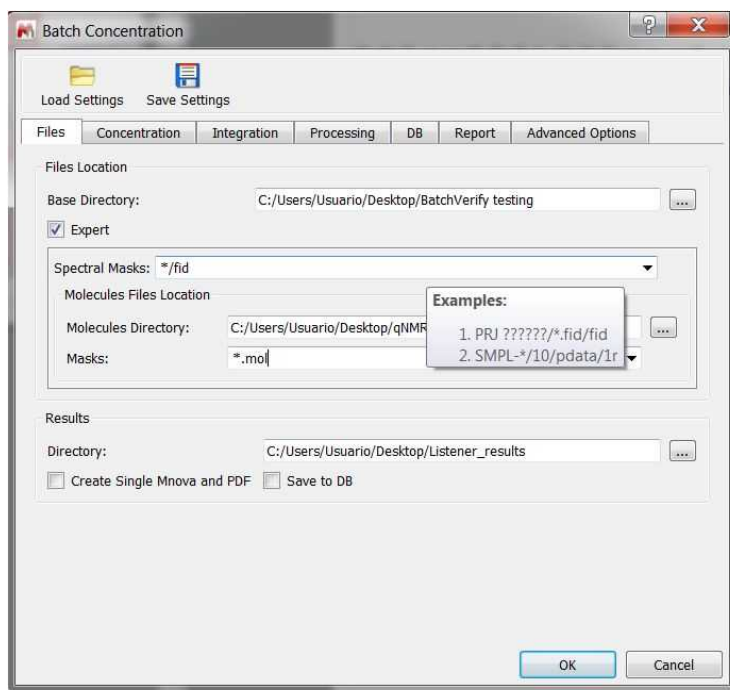 Batch Concentration
Load Settings Save Settings
Files Concentration Integration Processing DB Report Advanced Options
Files Location
Base Directory: C:/Users/Usuario/Desktop/BatchVerify testing ...
Expert
Spectral Masks: */fid
Molecules Files Location
Molecules Directory: C:/Users/Usuario/Desktop/qNMR ...
Masks: *.mol
Examples:
1. PRJ ??????/*.fid/fid
2. SMPL-*/10/pdata/1r
Results
Directory: C:/Users/Usuario/Desktop/Listener_results ...
Create Single Mnova and PDF Save to DB
OK Cancel